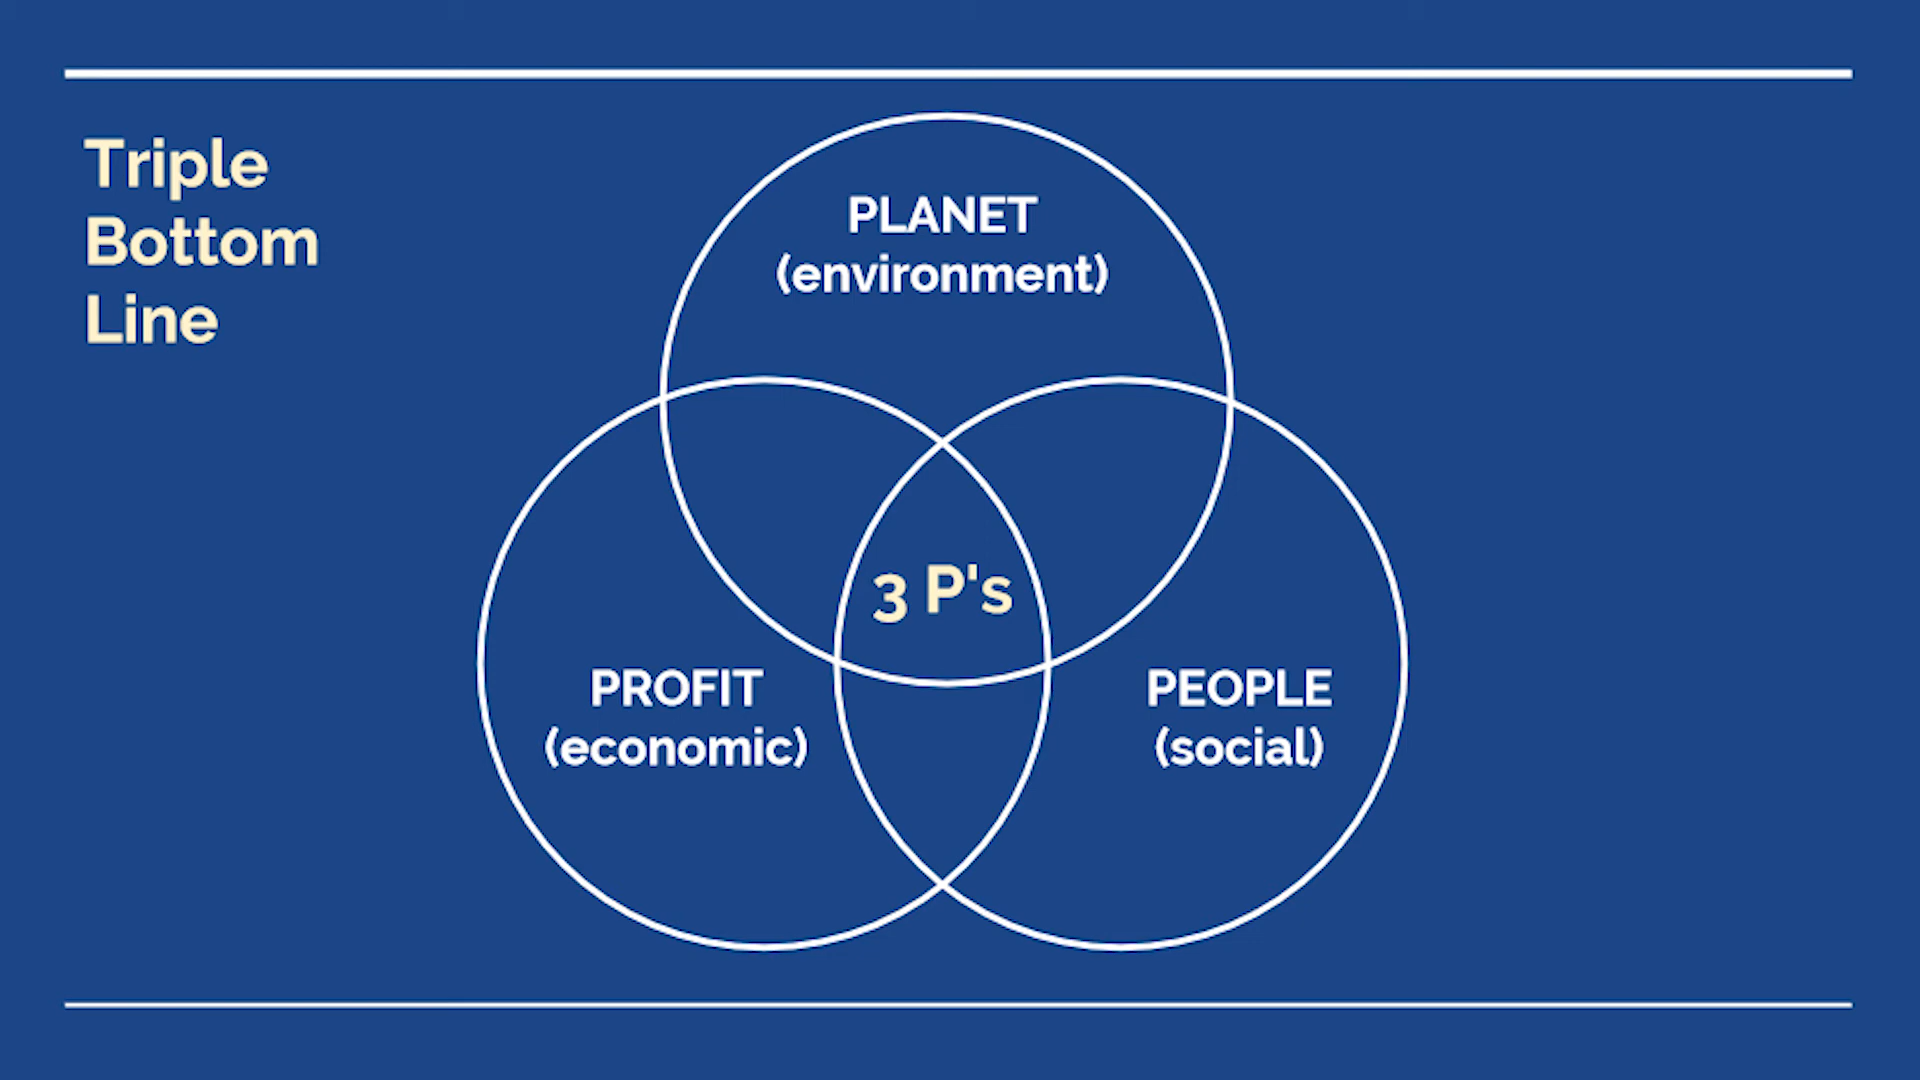 Triple
Bottom
Line
PLANET
(environment)
3 P's
PROFIT
(economic)
PEOPLE
(social)